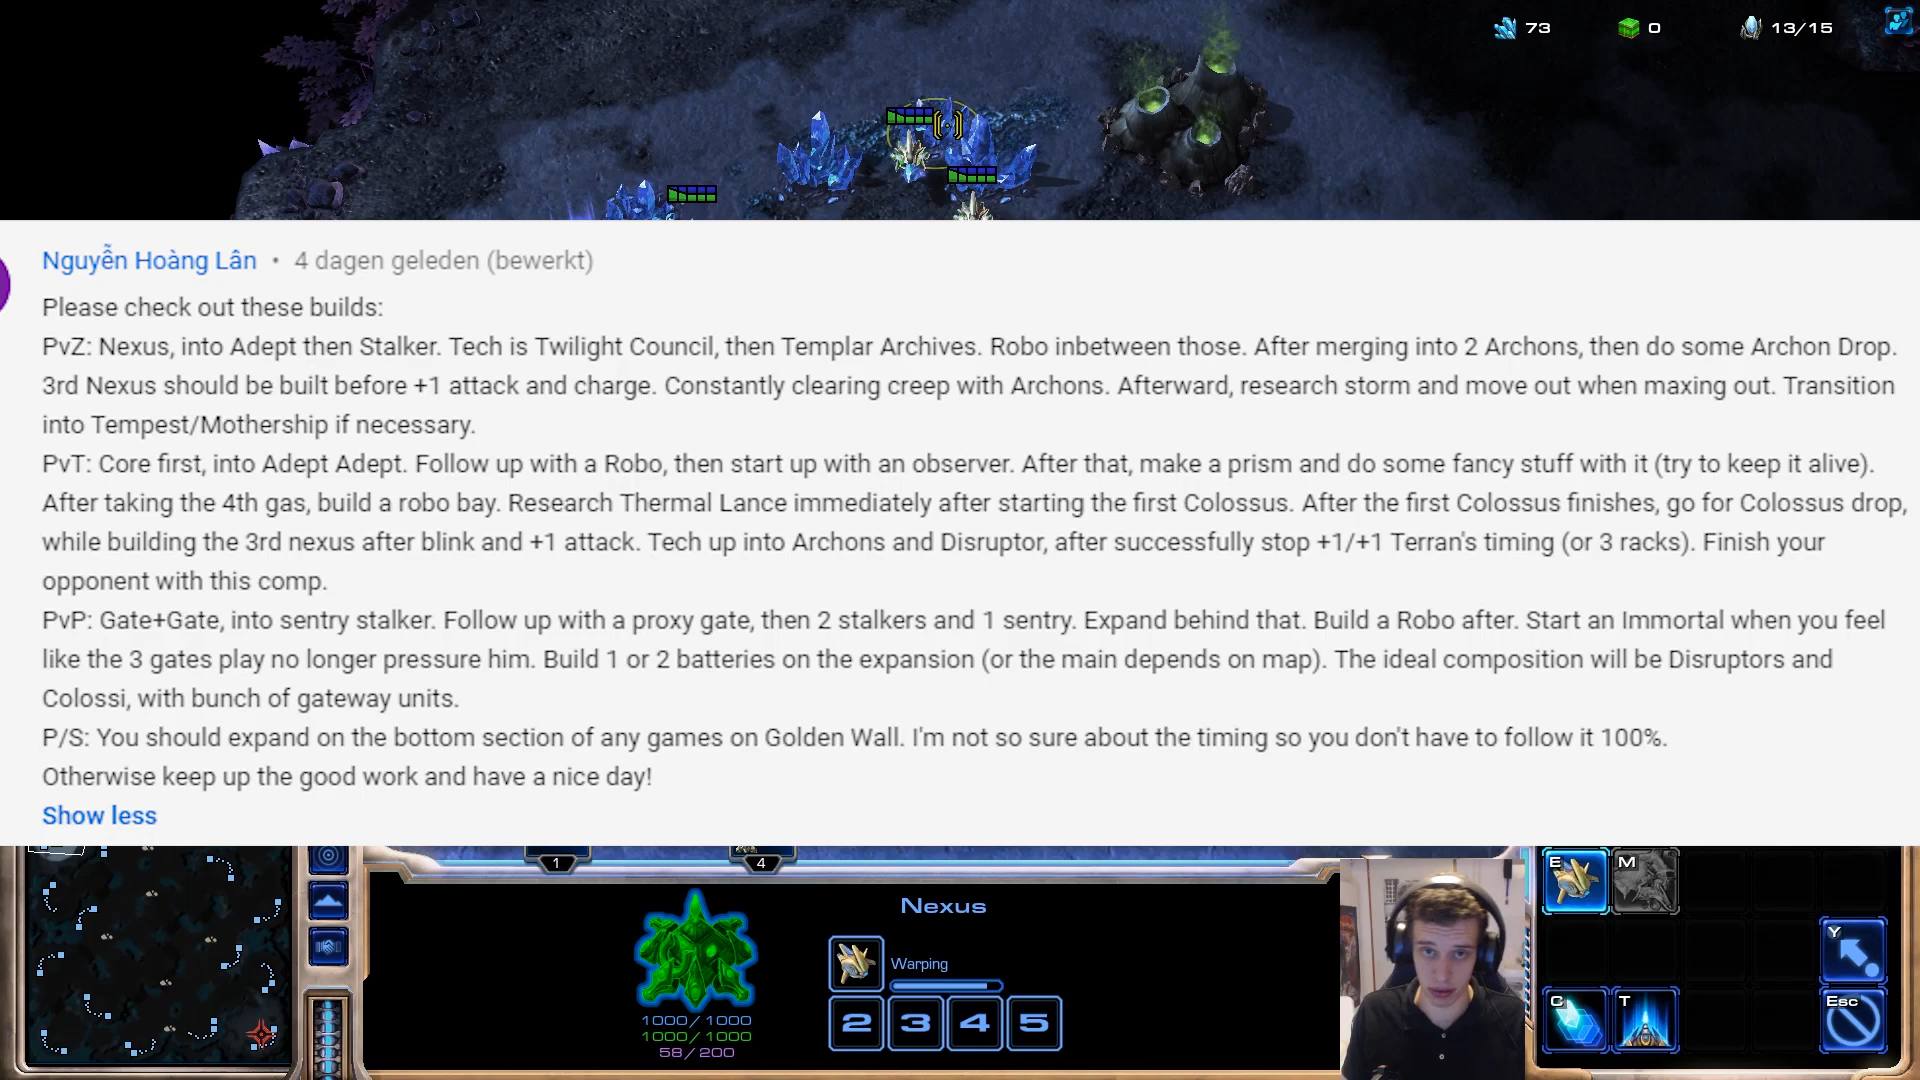 73 0 13/15
Nguyễn Hoàng Lân • 4 dagen geleden (bewerkt)
Please check out these builds:
PvZ: Nexus, into Adept then Stalker. Tech is Twilight Council, then Templar Archives. Robo inbetween those. After merging into 2 Archons, then do some Archon Drop.
3rd Nexus should be built before +1 attack and charge. Constantly clearing creep with Archons. Afterward, research storm and move out when maxing out. Transition
into Tempest/Mothership if necessary.
PvT: Core first, into Adept Adept. Follow up with a Robo, then start up with an observer. After that, make a prism and do some fancy stuff with it (try to keep it alive).
After taking the 4th gas, build a robo bay. Research Thermal Lance immediately after starting the first Colossus. After the first Colossus finishes, go for Colossus drop,
while building the 3rd nexus after blink and +1 attack. Tech up into Archons and Disruptor, after successfully stop +1/+1 Terran's timing (or 3 racks). Finish your
opponent with this comp.
PvP: Gate+Gate, into sentry stalker. Follow up with a proxy gate, then 2 stalkers and 1 sentry. Expand behind that. Build a Robo after. Start an Immortal when you feel
like the 3 gates play no longer pressure him. Build 1 or 2 batteries on the expansion (or the main depends on map). The ideal composition will be Disruptors and
Colossi, with bunch of gateway units.
P/S: You should expand on the bottom section of any games on Golden Wall. I'm not so sure about the timing so you don't have to follow it 100%.
Otherwise keep up the good work and have a nice day!
Show less
1 4
E M
Nexus
Y
Warping
C T Esc
2 3 4 5
1000/1000
1000/1000
58/200